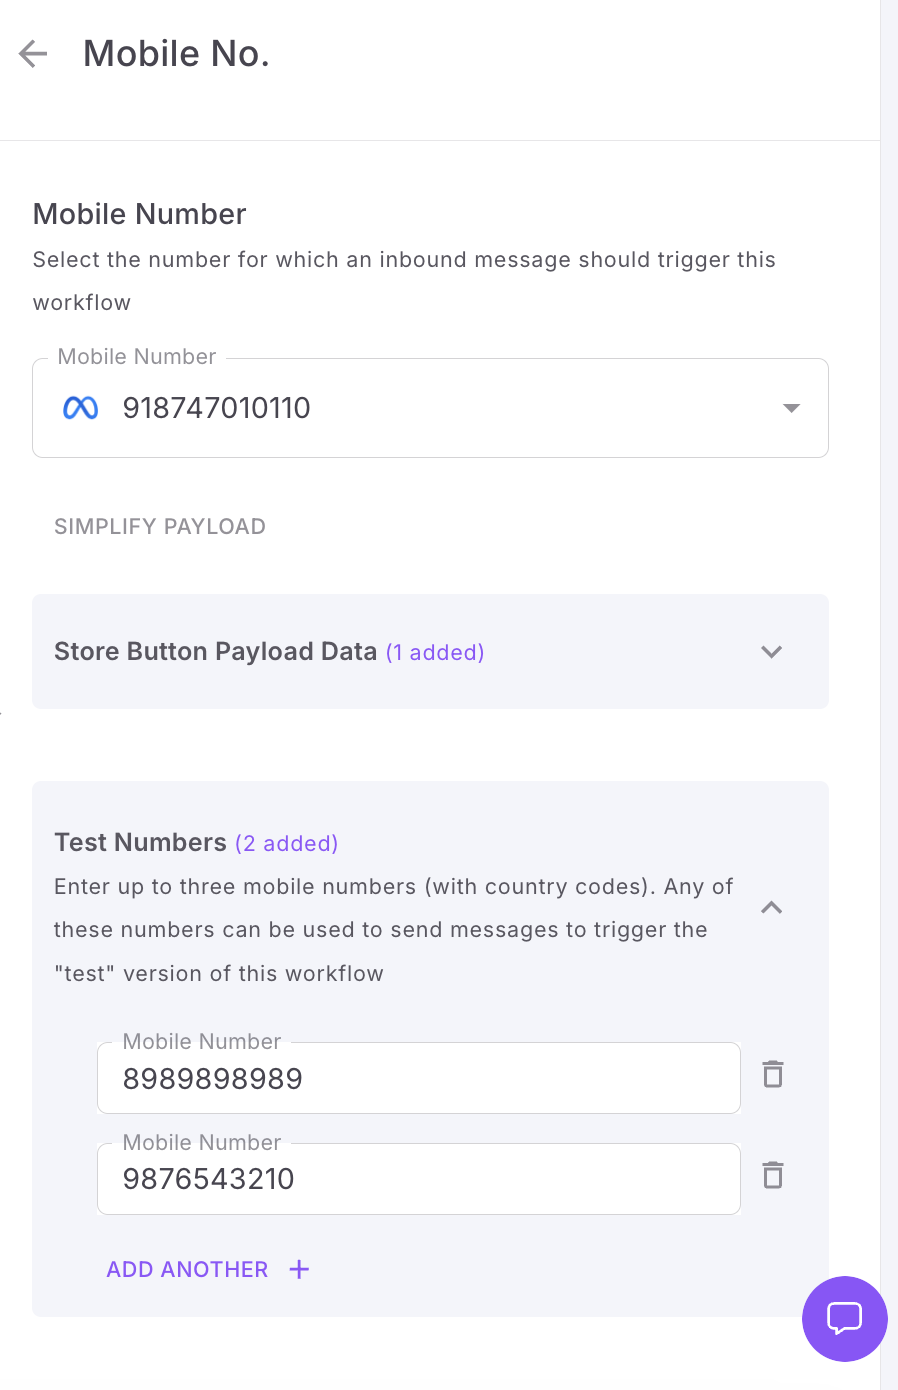 Mobile No.
Mobile Number
Select the number for which an inbound message should trigger this
workflow
Mobile Number
918747010110
SIMPLIFY PAYLOAD
Store Button Payload Data (1 added)
Test Numbers (2 added)
Enter up to three mobile numbers (with country codes). Any of
these numbers can be used to send messages to trigger the
"test" version of this workflow
Mobile Number
8989898989
Mobile Number
9876543210
ADD ANOTHER +